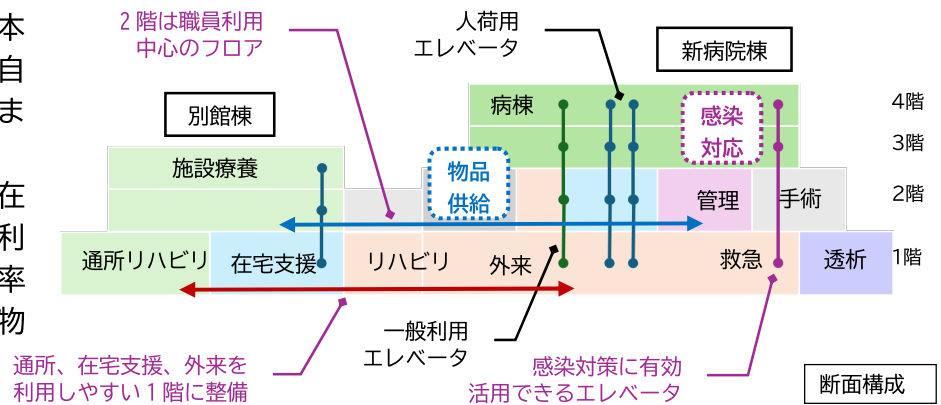 本
自
ま
在
利
率
物
2階は職員利用
中心のフロア
人荷用
エレベータ
新病院棟
別館棟
病棟
感染
対応
4階
3階
施設療養
物品
供給
管理
手術
2階
通所リハビリ
在宅支援
リハビリ
外来
救急
透析
1階
一般利用
エレベータ
通所、在宅支援、外来を
利用しやすい1階に整備
感染対策に有効
活用できるエレベータ
断面構成